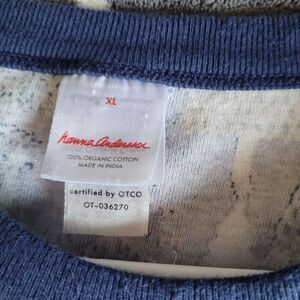 XL
hanna andersson
100% ORGANIC COTTON
MADE IN INDIA
certified by OTCO
OT-036270